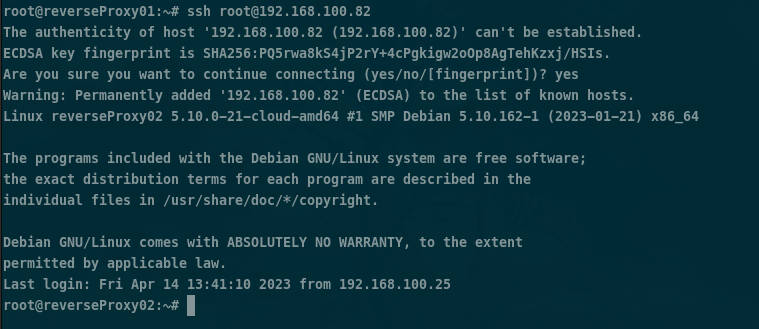 root@reverseProxy01:~# ssh root@192.168.100.82
The authenticity of host '192.168.100.82 (192.168.100.82)' can't be established.
ECDSA key fingerprint is SHA256:PQ5rwa8kS4jP2rY+4cPgkigw2oOp8AgTehKzxj/HSIs.
Are you sure you want to continue connecting (yes/no/[fingerprint])? yes
Warning: Permanently added '192.168.100.82' (ECDSA) to the list of known hosts.
Linux reverseProxy02 5.10.0-21-cloud-amd64 #1 SMP Debian 5.10.162-1 (2023-01-21) x86_64
The programs included with the Debian GNU/Linux system are free software;
the exact distribution terms for each program are described in the
individual files in /usr/share/doc/*/copyright.
Debian GNU/Linux comes with ABSOLUTELY NO WARRANTY, to the extent
permitted by applicable law.
Last login: Fri Apr 14 13:41:10 2023 from 192.168.100.25
root@reverseProxy02:~#